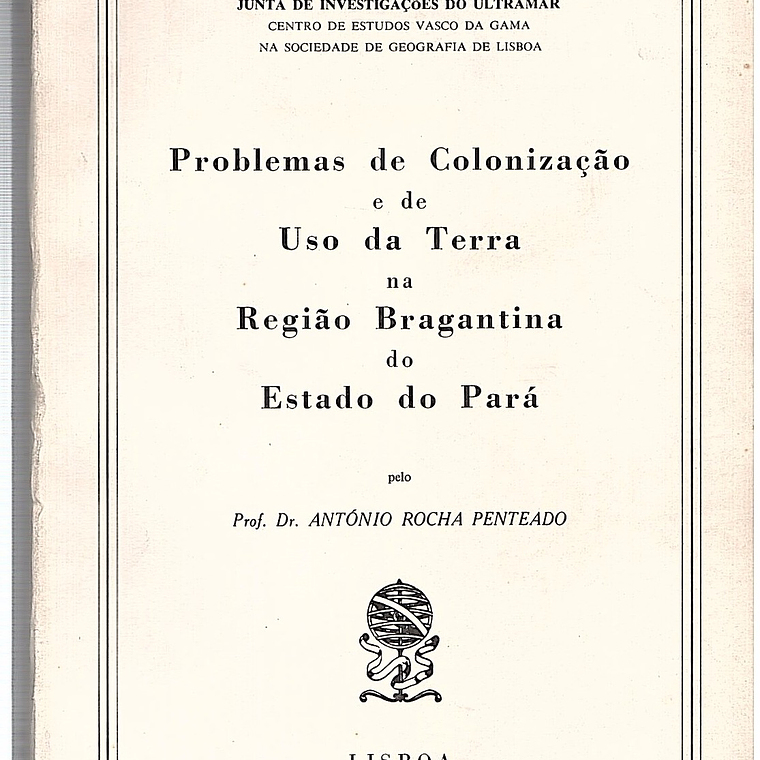 JUNTA DE INVESTIGAÇÕES DO ULTRAMAR
CENTRO DE ESTUDOS VASCO DA GAMA
NA SOCIEDADE DE GEOGRAFIA DE LISBOA
Problemas de Colonização
e de
Uso da Terra
na
Região Bragantina
do
Estado do Pará
pelo
Prof. Dr. ANTÓNIO ROCHA PENTEADO
LISBOA